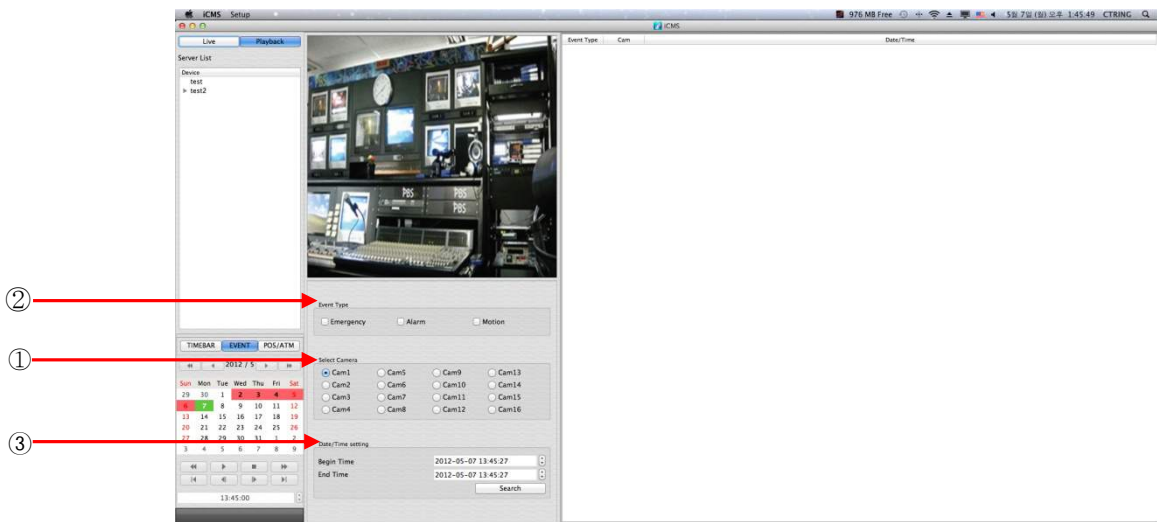 iCMS Setup 976 MB Free 5월 7일 (월) 오후 1:45:49 CTRING
iCMS
Live Playback
Server List
Device
test
test2
Event Type Cam Date/Time
PBS PBS
PBS
② Event Type
Emergency Alarm Motion
TIMEBAR EVENT POS/ATM
① Select Camera
Cam1 Cam5 Cam9 Cam13
Cam2 Cam6 Cam10 Cam14
Cam3 Cam7 Cam11 Cam15
Cam4 Cam8 Cam12 Cam16
2012 / 5
Sun Mon Tue Wed Thu Fri Sat
29 30 1 2 3 4 5
6 7 8 9 10 11 12
13 14 15 16 17 18 19
20 21 22 23 24 25 26
27 28 29 30 31 1 2
3 4 5 6 7 8 9
③ Date/Time setting
Begin Time 2012-05-07 13:45:27
End Time 2012-05-07 13:45:27
Search
13:45:00